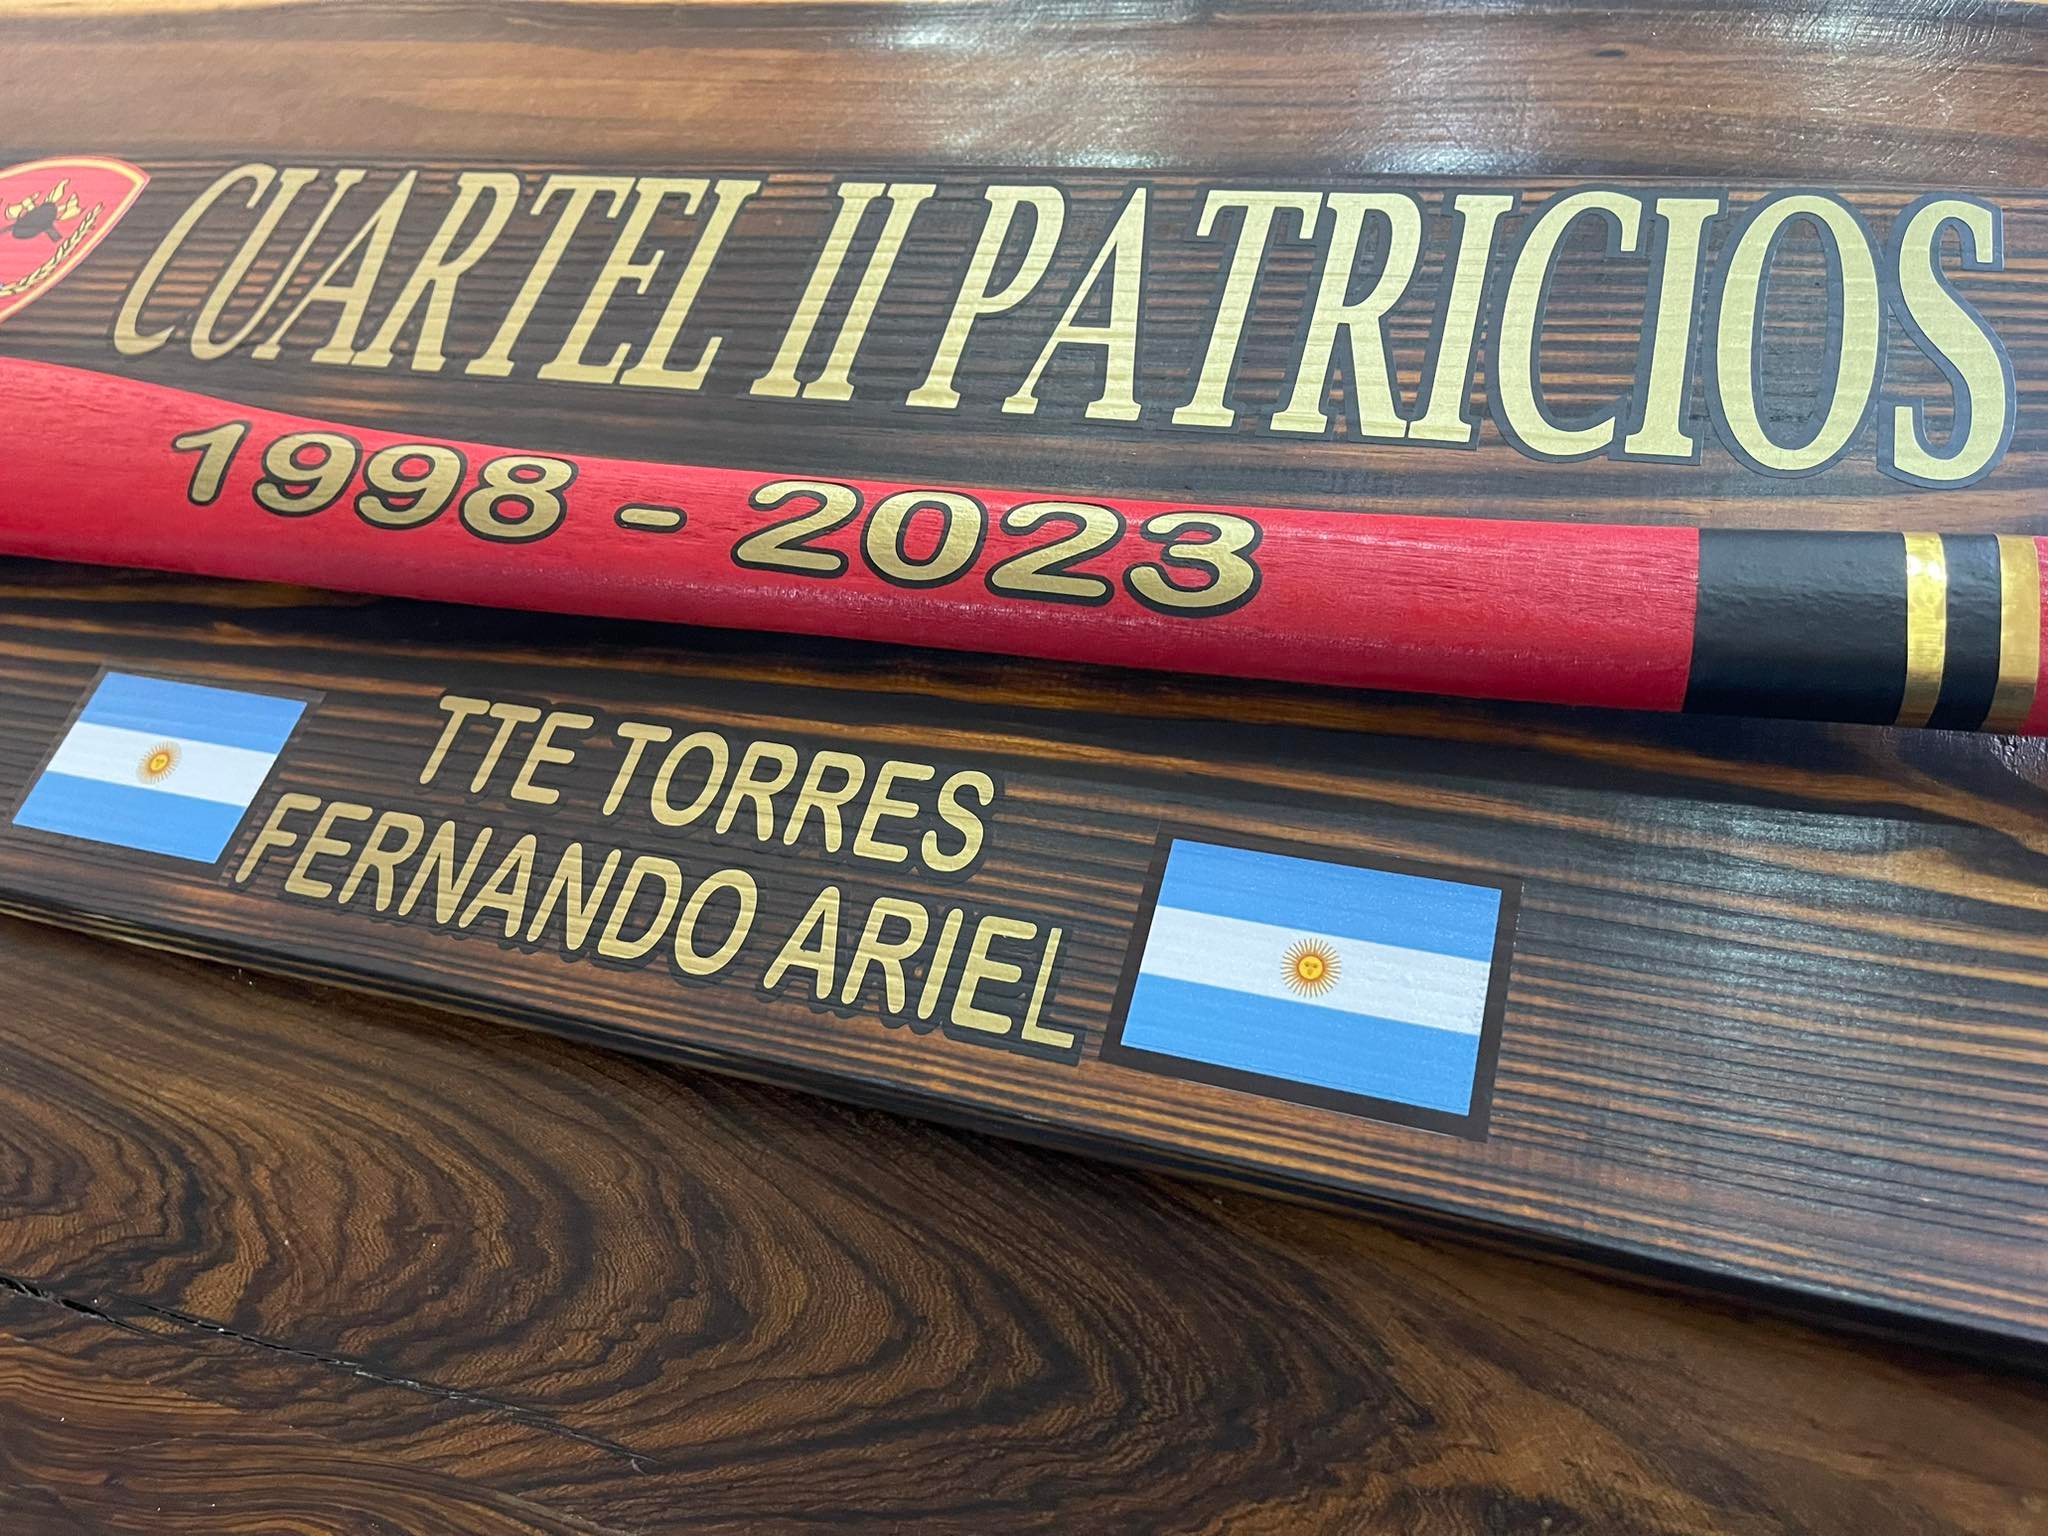 CUARTEL II PATRICIOS
1998 - 2023
TTE TORRES
FERNANDO ARIEL